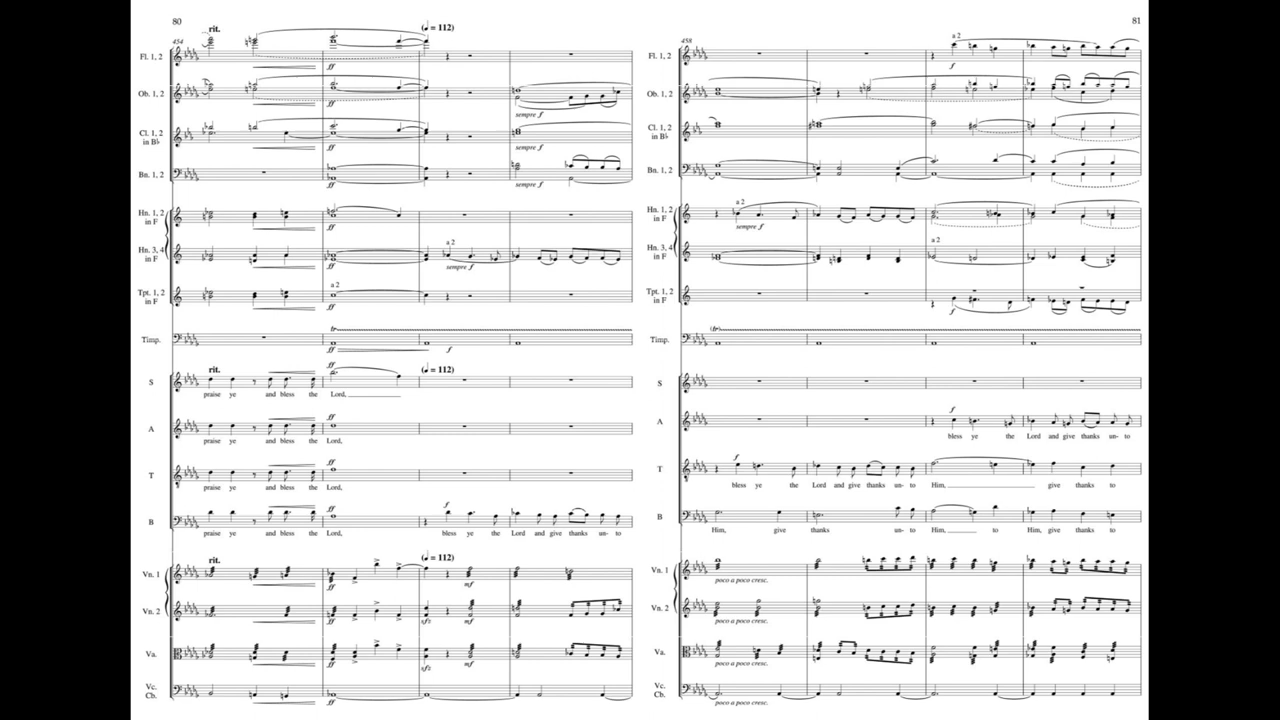 80
rit.
(♩ = 112)
454
Fl. 1, 2
ff
Ob. 1, 2
ff
sempre f
Cl. 1, 2
in B♭
ff
sempre f
Bn. 1, 2
ff
sempre f
Hn. 1, 2
in F
ff
a 2
Hn. 3, 4
in F
ff
sempre f
a 2
Tpt. 1, 2
in F
ff
tr
Timp.
ff
f
rit.
ff
(♩ = 112)
S
praise ye and bless the Lord,
ff
A
praise ye and bless the Lord,
ff
T
praise ye and bless the Lord,
ff
f
B
praise ye and bless the Lord, bless ye the Lord and give thanks un- to
rit.
(♩ = 112)
Vn. 1
ff
mf
Vn. 2
ff
sfz
mf
Va.
ff
sfz
mf
Vc.
Cb.
ff
81
458
a 2
Fl. 1, 2
f
Ob. 1, 2
Cl. 1, 2
in B♭
Bn. 1, 2
a 2
Hn. 1, 2
in F
sempre f
a 2
Hn. 3, 4
in F
Tpt. 1, 2
in F
f
(tr)
Timp.
S
f
A
bless ye the Lord and give thanks un- to
f
T
bless ye the Lord and give thanks un- to Him, give thanks to
B
Him, give thanks un- to Him, to Him, give thanks to
Vn. 1
poco a poco cresc.
Vn. 2
poco a poco cresc.
Va.
poco a poco cresc.
Vc.
Cb.
poco a poco cresc.